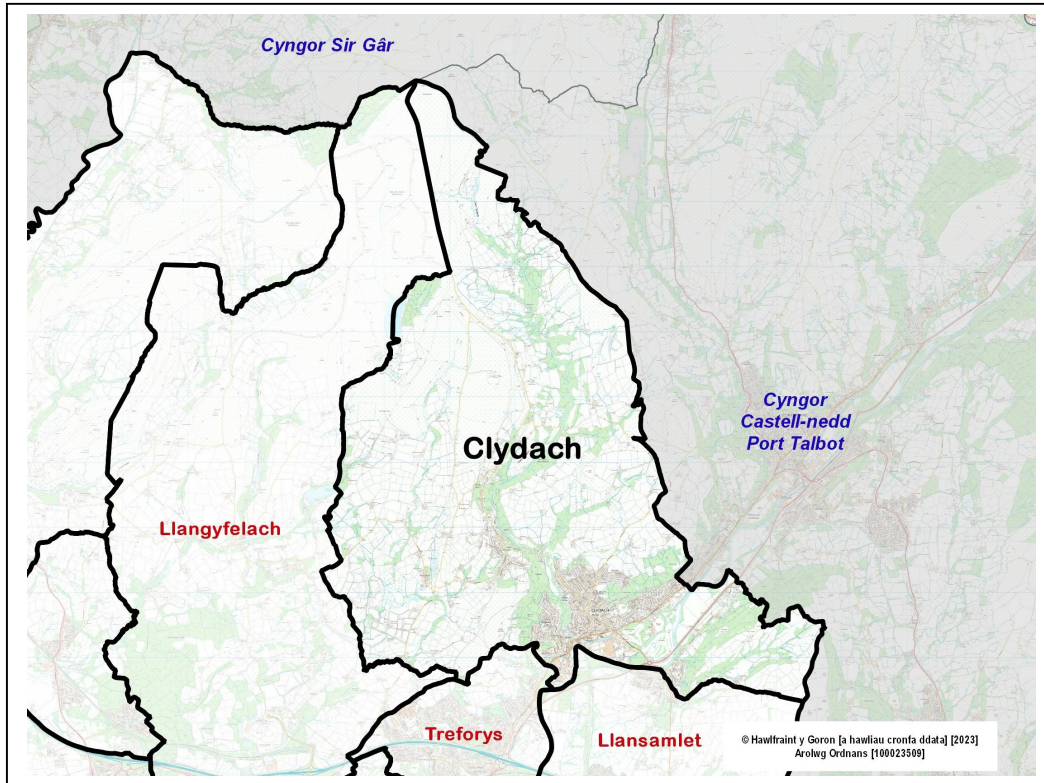 Cyngor Sir Gâr
Cyngor
Castell-nedd
Port Talbot
Clydach
Llangyfelach
CLYDACH
Treforys
Llansamlet
© Hawlfraint y Goron [a hawliau cronfa ddata] [2023]
Arolwg Ordnans [100023509]